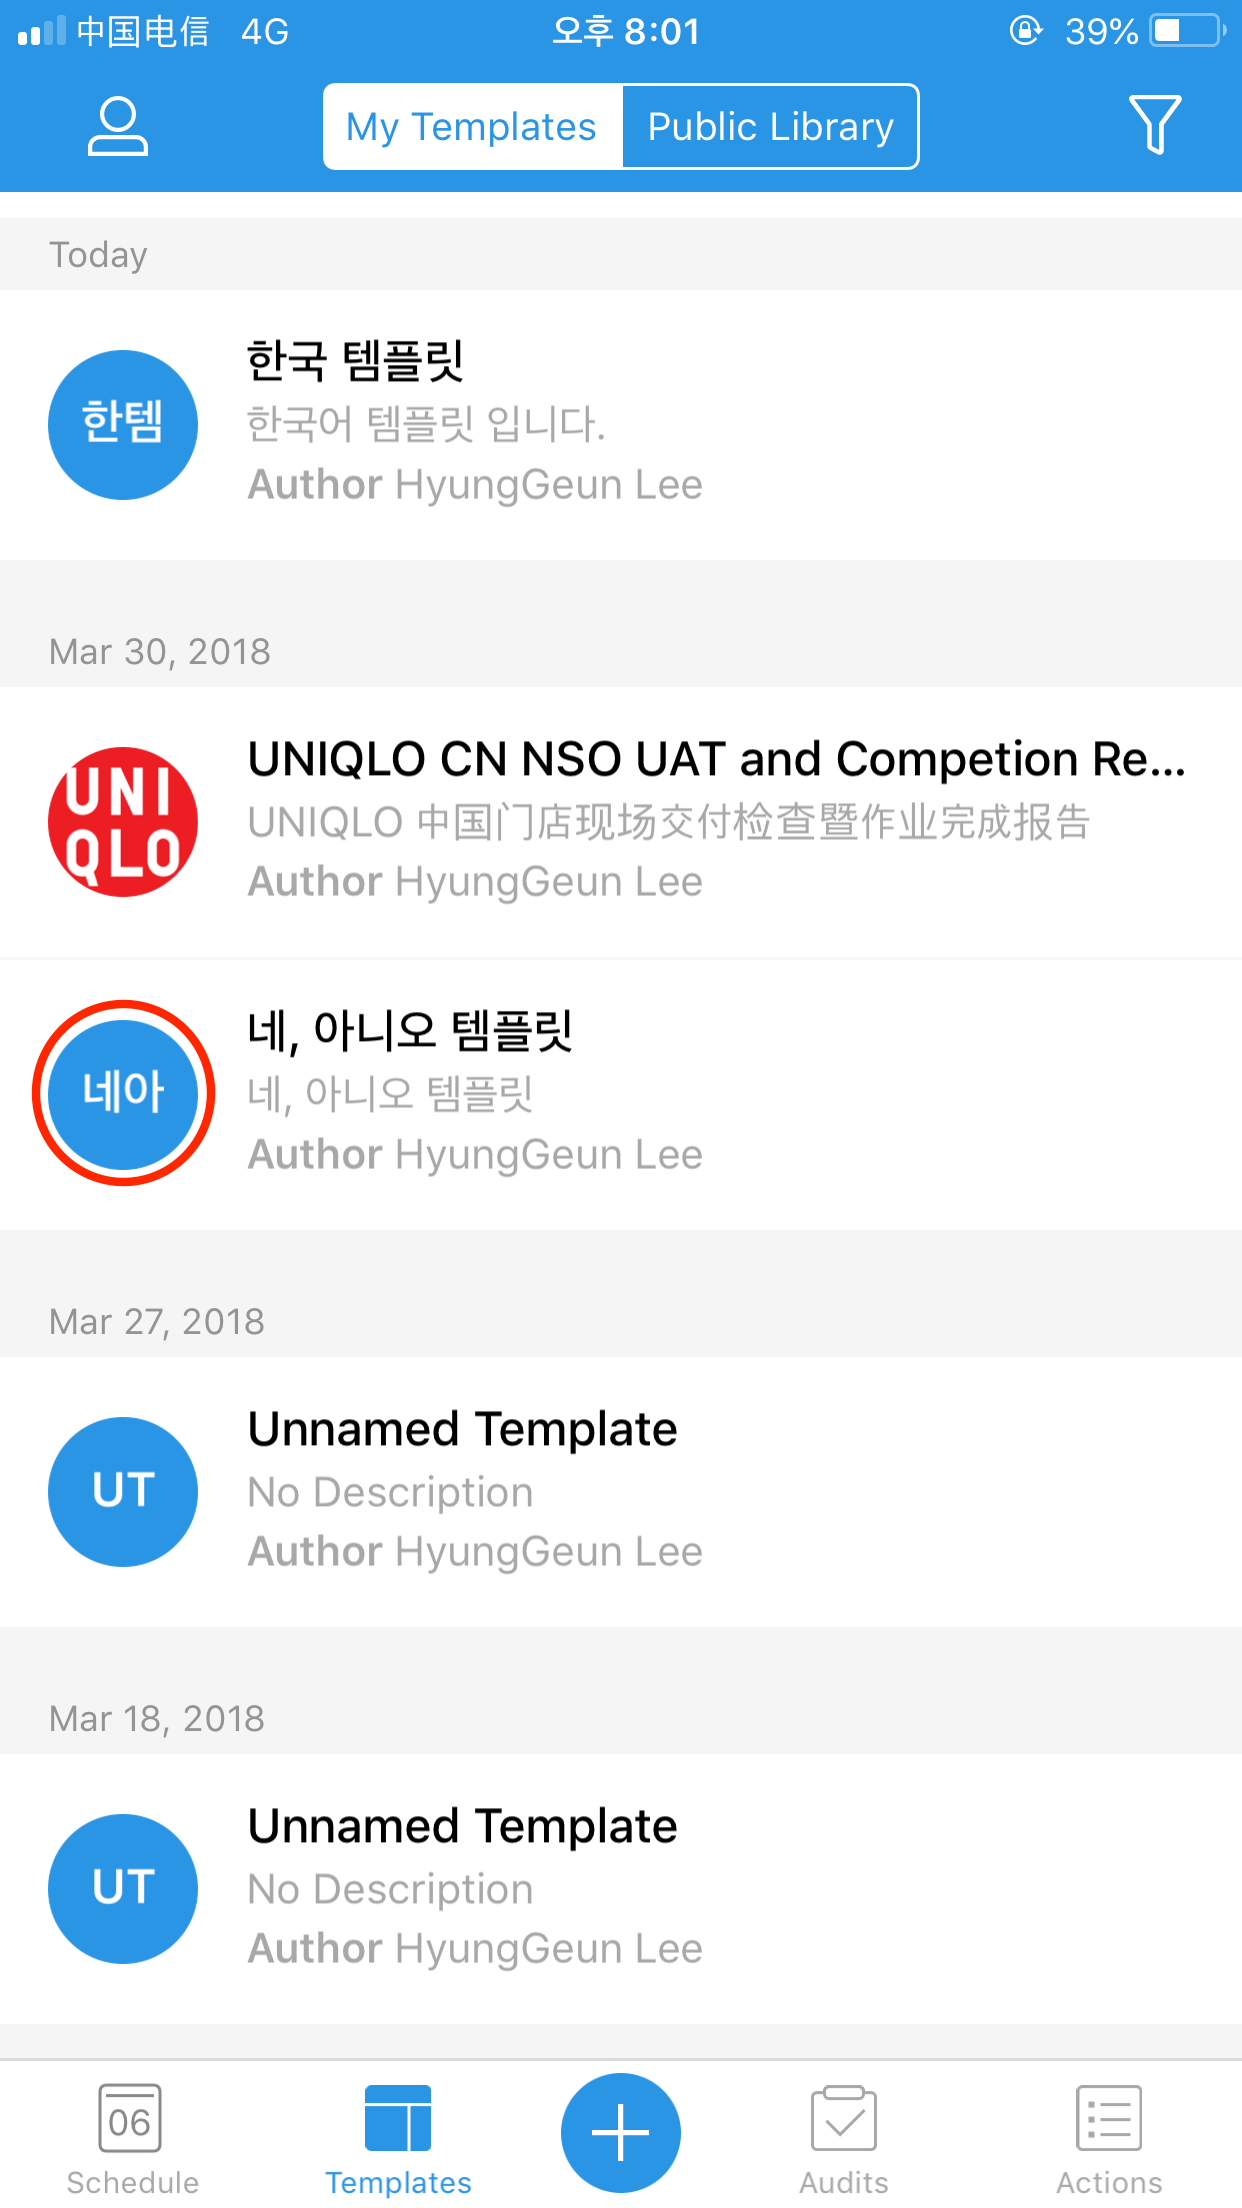 中国电信 4G 오후 8:01 39%
My Templates Public Library
Today
한템
한국 템플릿
한국어 템플릿 입니다.
Author HyungGeun Lee
Mar 30, 2018
UNI
QLO
UNIQLO CN NSO UAT and Competion Re...
UNIQLO 中国门店现场交付检查暨作业完成报告
Author HyungGeun Lee
네아
네, 아니오 템플릿
네, 아니오 템플릿
Author HyungGeun Lee
Mar 27, 2018
UT
Unnamed Template
No Description
Author HyungGeun Lee
Mar 18, 2018
UT
Unnamed Template
No Description
Author HyungGeun Lee
06
Schedule Templates Audits Actions